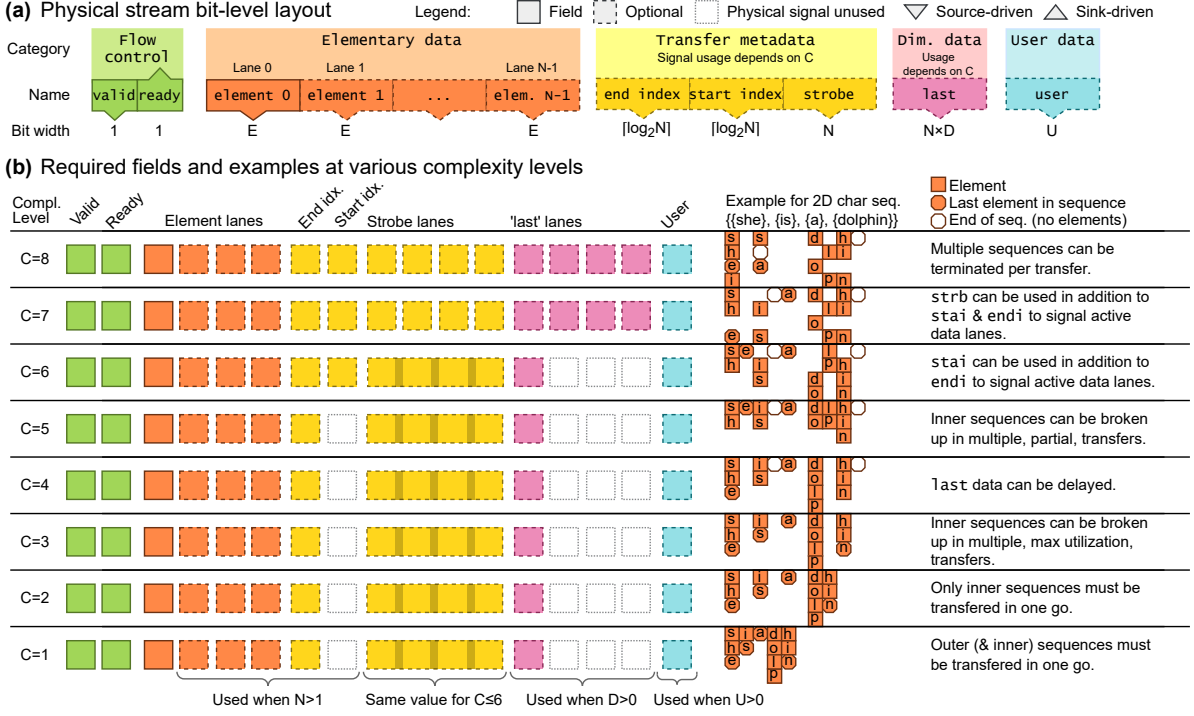 (a) Physical stream bit-level layout
Legend: Field Optional Physical signal unused Source-driven Sink-driven
Category
Flow
control
Elementary data
Lane 0 Lane 1 Lane N-1
Transfer metadata
Signal usage depends on C
Dim. data
Usage
depends on C
User data
Name valid ready element 0 element 1 ... elem. N-1 end index start index strobe last user
Bit width 1 1 E E E ⌈log2N⌉ ⌈log2N⌉ N N×D U
(b) Required fields and examples at various complexity levels
Compl.
Level
Valid
Ready
Element lanes
End idx.
Start idx.
Strobe lanes
'last' lanes
User
Example for 2D char seq.
{{she}, {is}, {a}, {dolphin}}
Element
Last element in sequence
End of seq. (no elements)
C=8
s s d h
h l i
e a o
i p n
Multiple sequences can be
terminated per transfer.
C=7
s a d h
h i l i
o
e s p n
strb can be used in addition to
stai & endi to signal active
data lanes.
C=6
s e a l
h i p h
s d i
o n
stai can be used in addition to
endi to signal active data lanes.
C=5
s e i a d l h
h s o p i
n
Inner sequences can be broken
up in multiple, partial, transfers.
C=4
s i a d h
h s o i
e l n
p
last data can be delayed.
C=3
s i a d h
h s o i
e l n
p
Inner sequences can be broken
up in multiple, max utilization,
transfers.
C=2
s i a d h
h s o i
e l n
p
Only inner sequences must be
transfered in one go.
C=1
s i a d h
h s o i
e l n
p
Outer (& inner) sequences must
be transfered in one go.
Used when N>1 Same value for C≤6 Used when D>0 Used when U>0